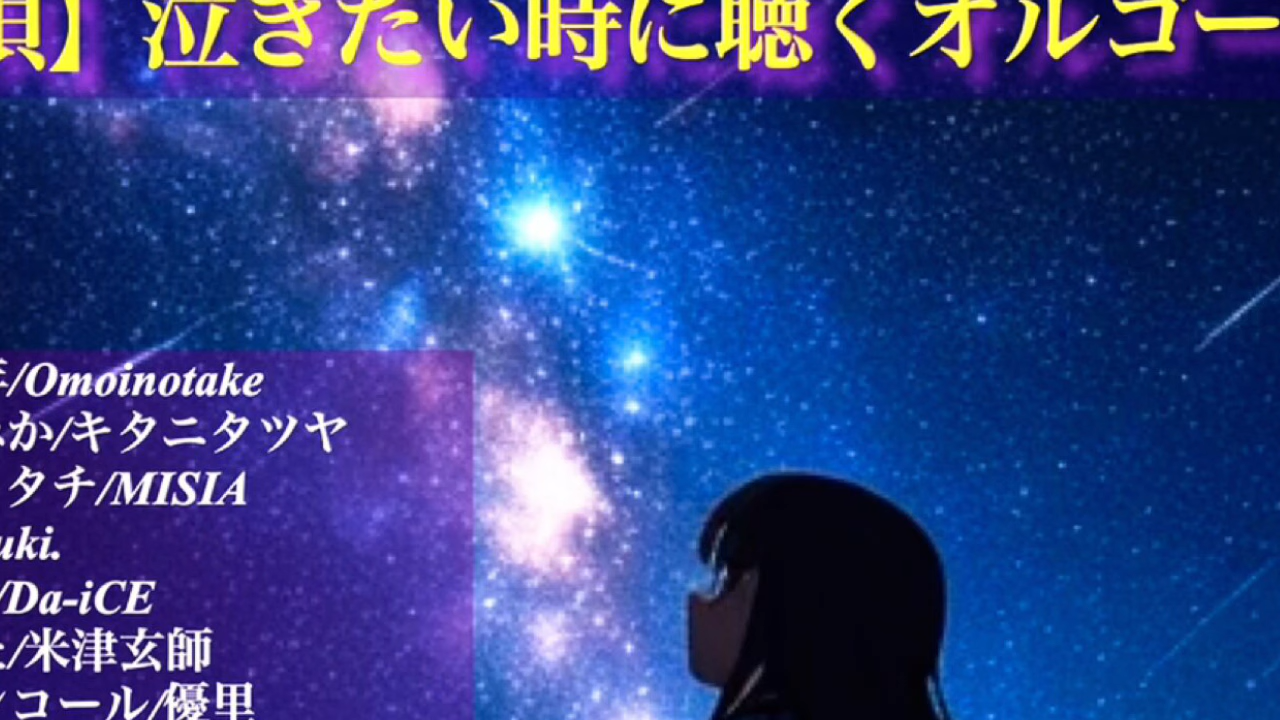 】泣きたい時に聴くオルゴー
/Omoinotake
か/キタニタツヤ
タチ/MISIA
uki.
/Da-iCE
/米津玄師
コール/優里